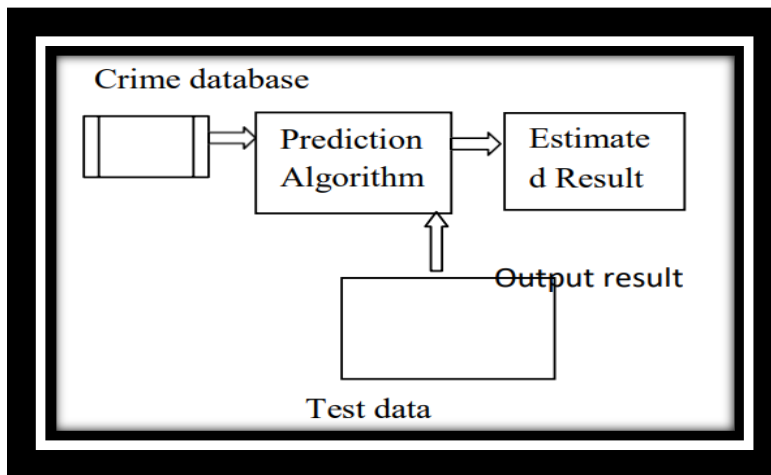 Crime database
Prediction
Algorithm
Estimate
d Result
Output result
Test data